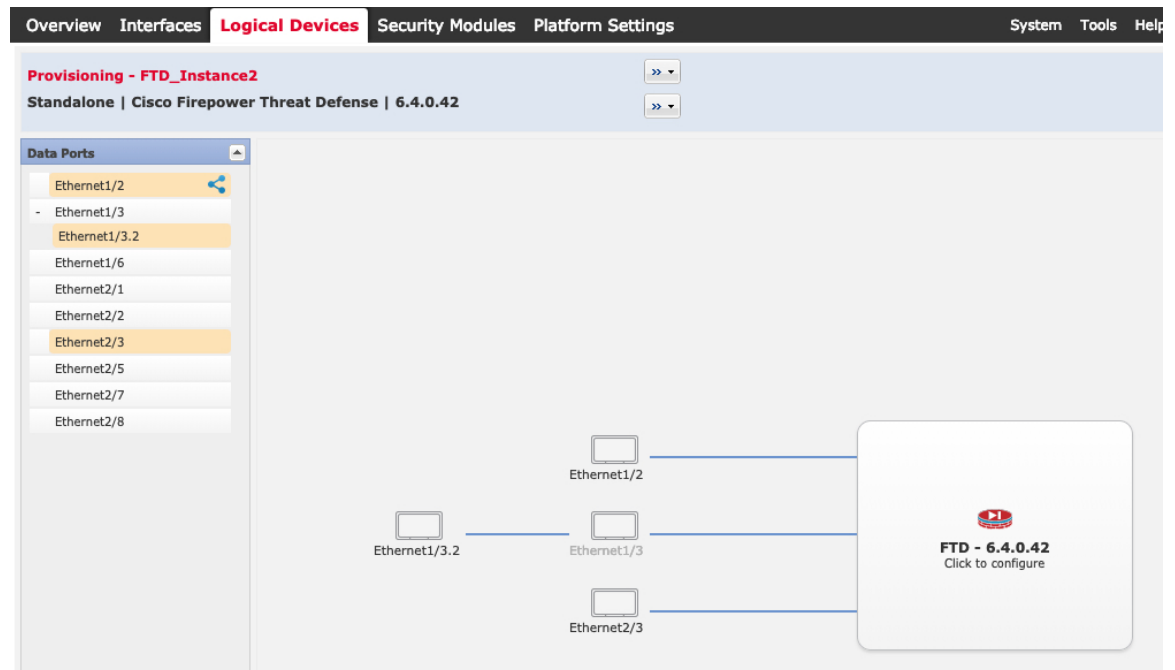 Overview Interfaces Logical Devices Security Modules Platform Settings System Tools Help
Provisioning - FTD_Instance2
Standalone | Cisco Firepower Threat Defense | 6.4.0.42
Data Ports
Ethernet1/2
- Ethernet1/3
Ethernet1/3.2
Ethernet1/6
Ethernet2/1
Ethernet2/2
Ethernet2/3
Ethernet2/5
Ethernet2/7
Ethernet2/8
Ethernet1/2
Ethernet1/3.2
Ethernet1/3
Ethernet2/3
FTD - 6.4.0.42
Click to configure